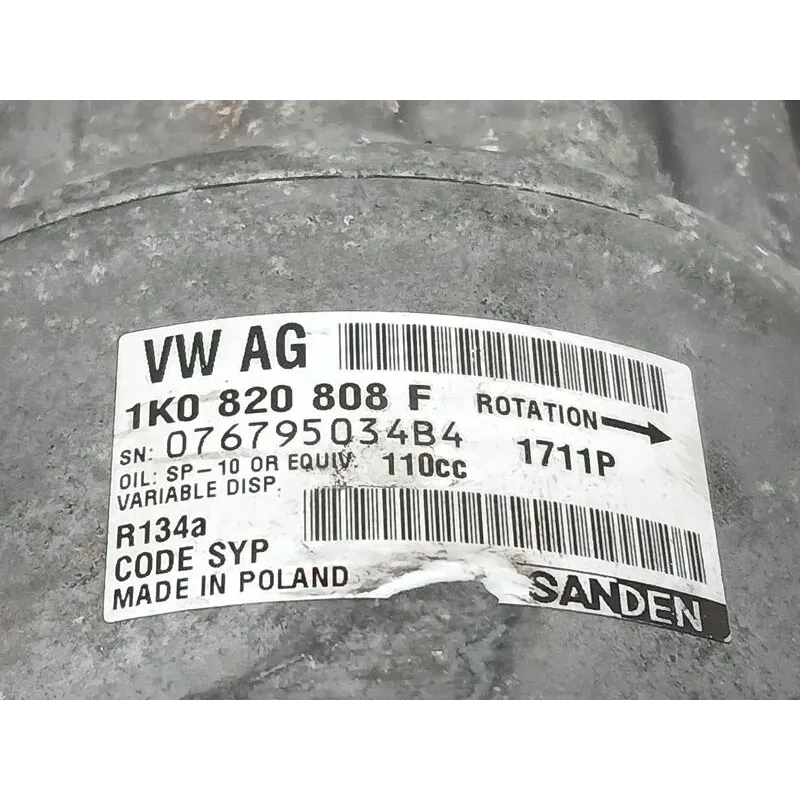 VW AG
1K0 820 808 F ROTATION
SN: 076795034B4 1711P
OIL: SP-10 OR EQUIV. 110cc
VARIABLE DISP.
R134a
CODE SYP
MADE IN POLAND SANDEN